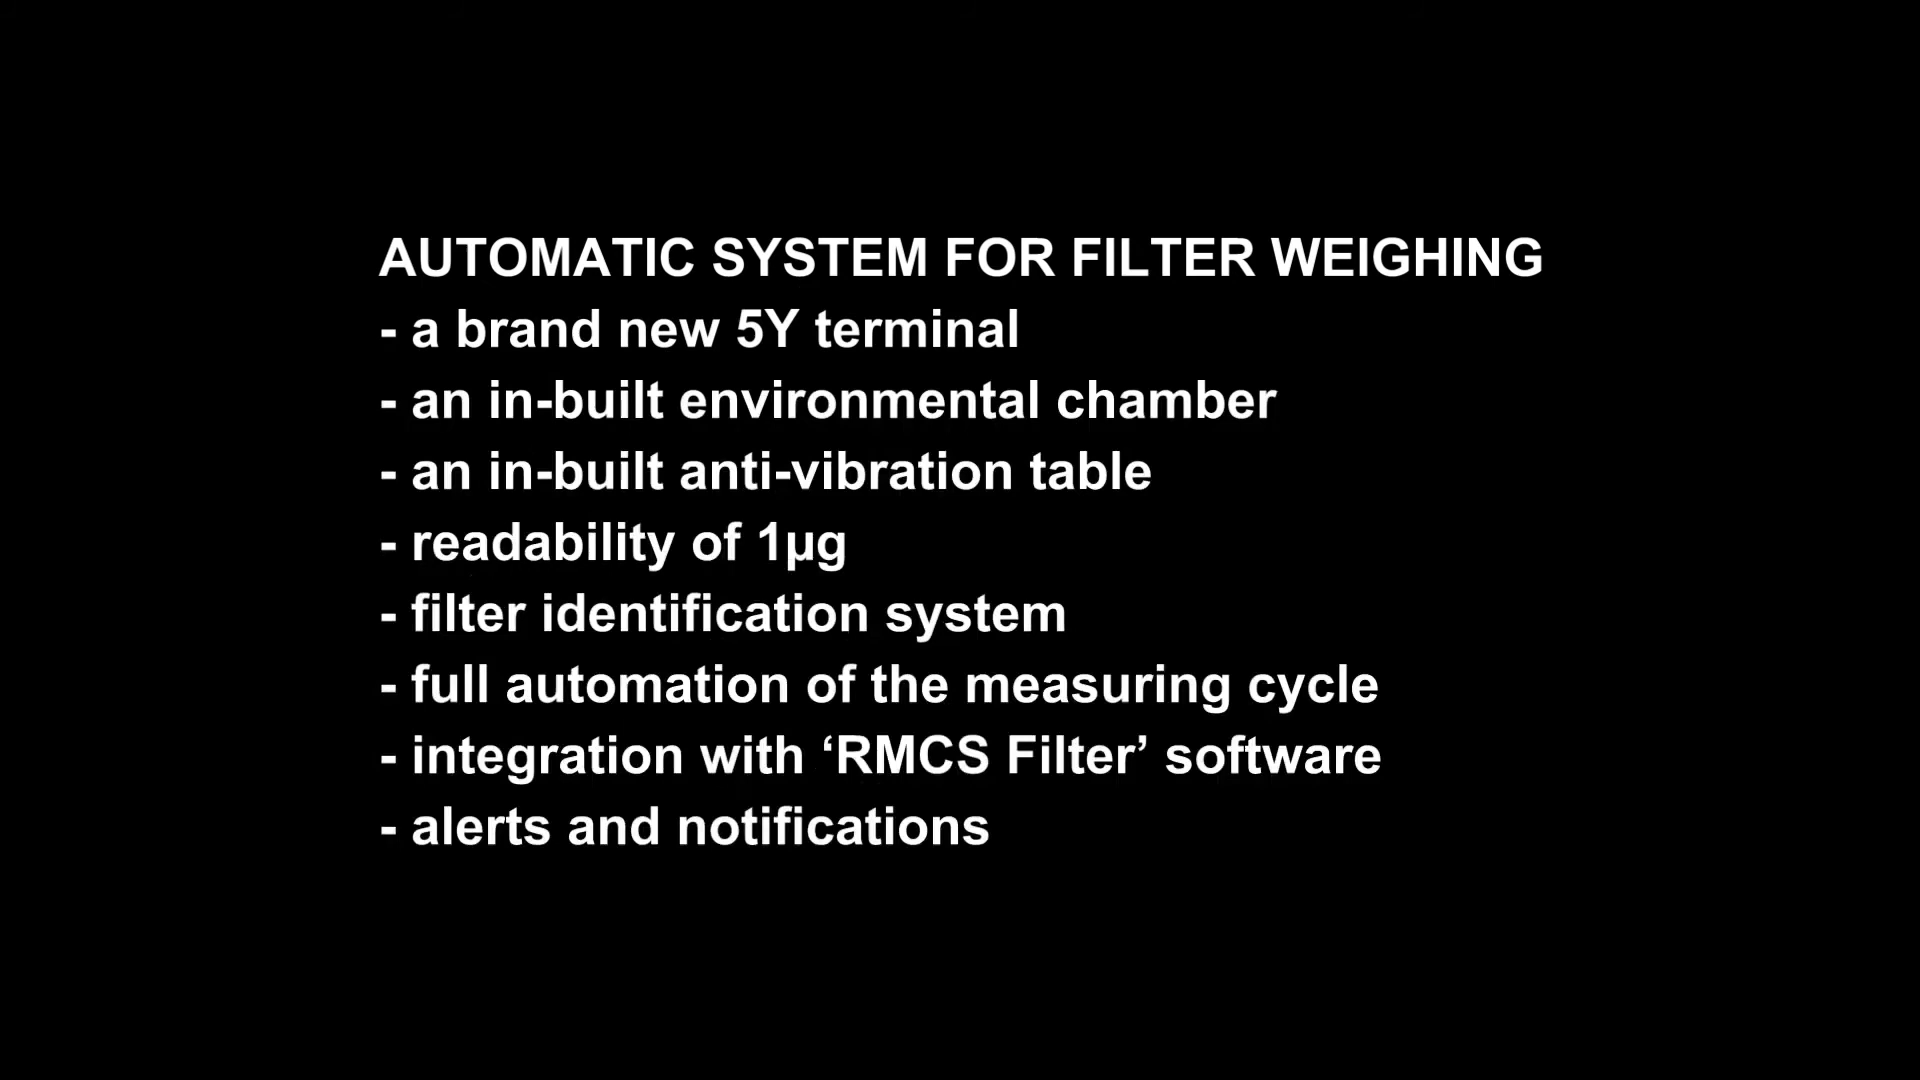 AUTOMATIC SYSTEM FOR FILTER WEIGHING
- a brand new 5Y terminal
- an in-built environmental chamber
- an in-built anti-vibration table
- readability of 1µg
- filter identification system
- full automation of the measuring cycle
- integration with ‘RMCS Filter’ software
- alerts and notifications